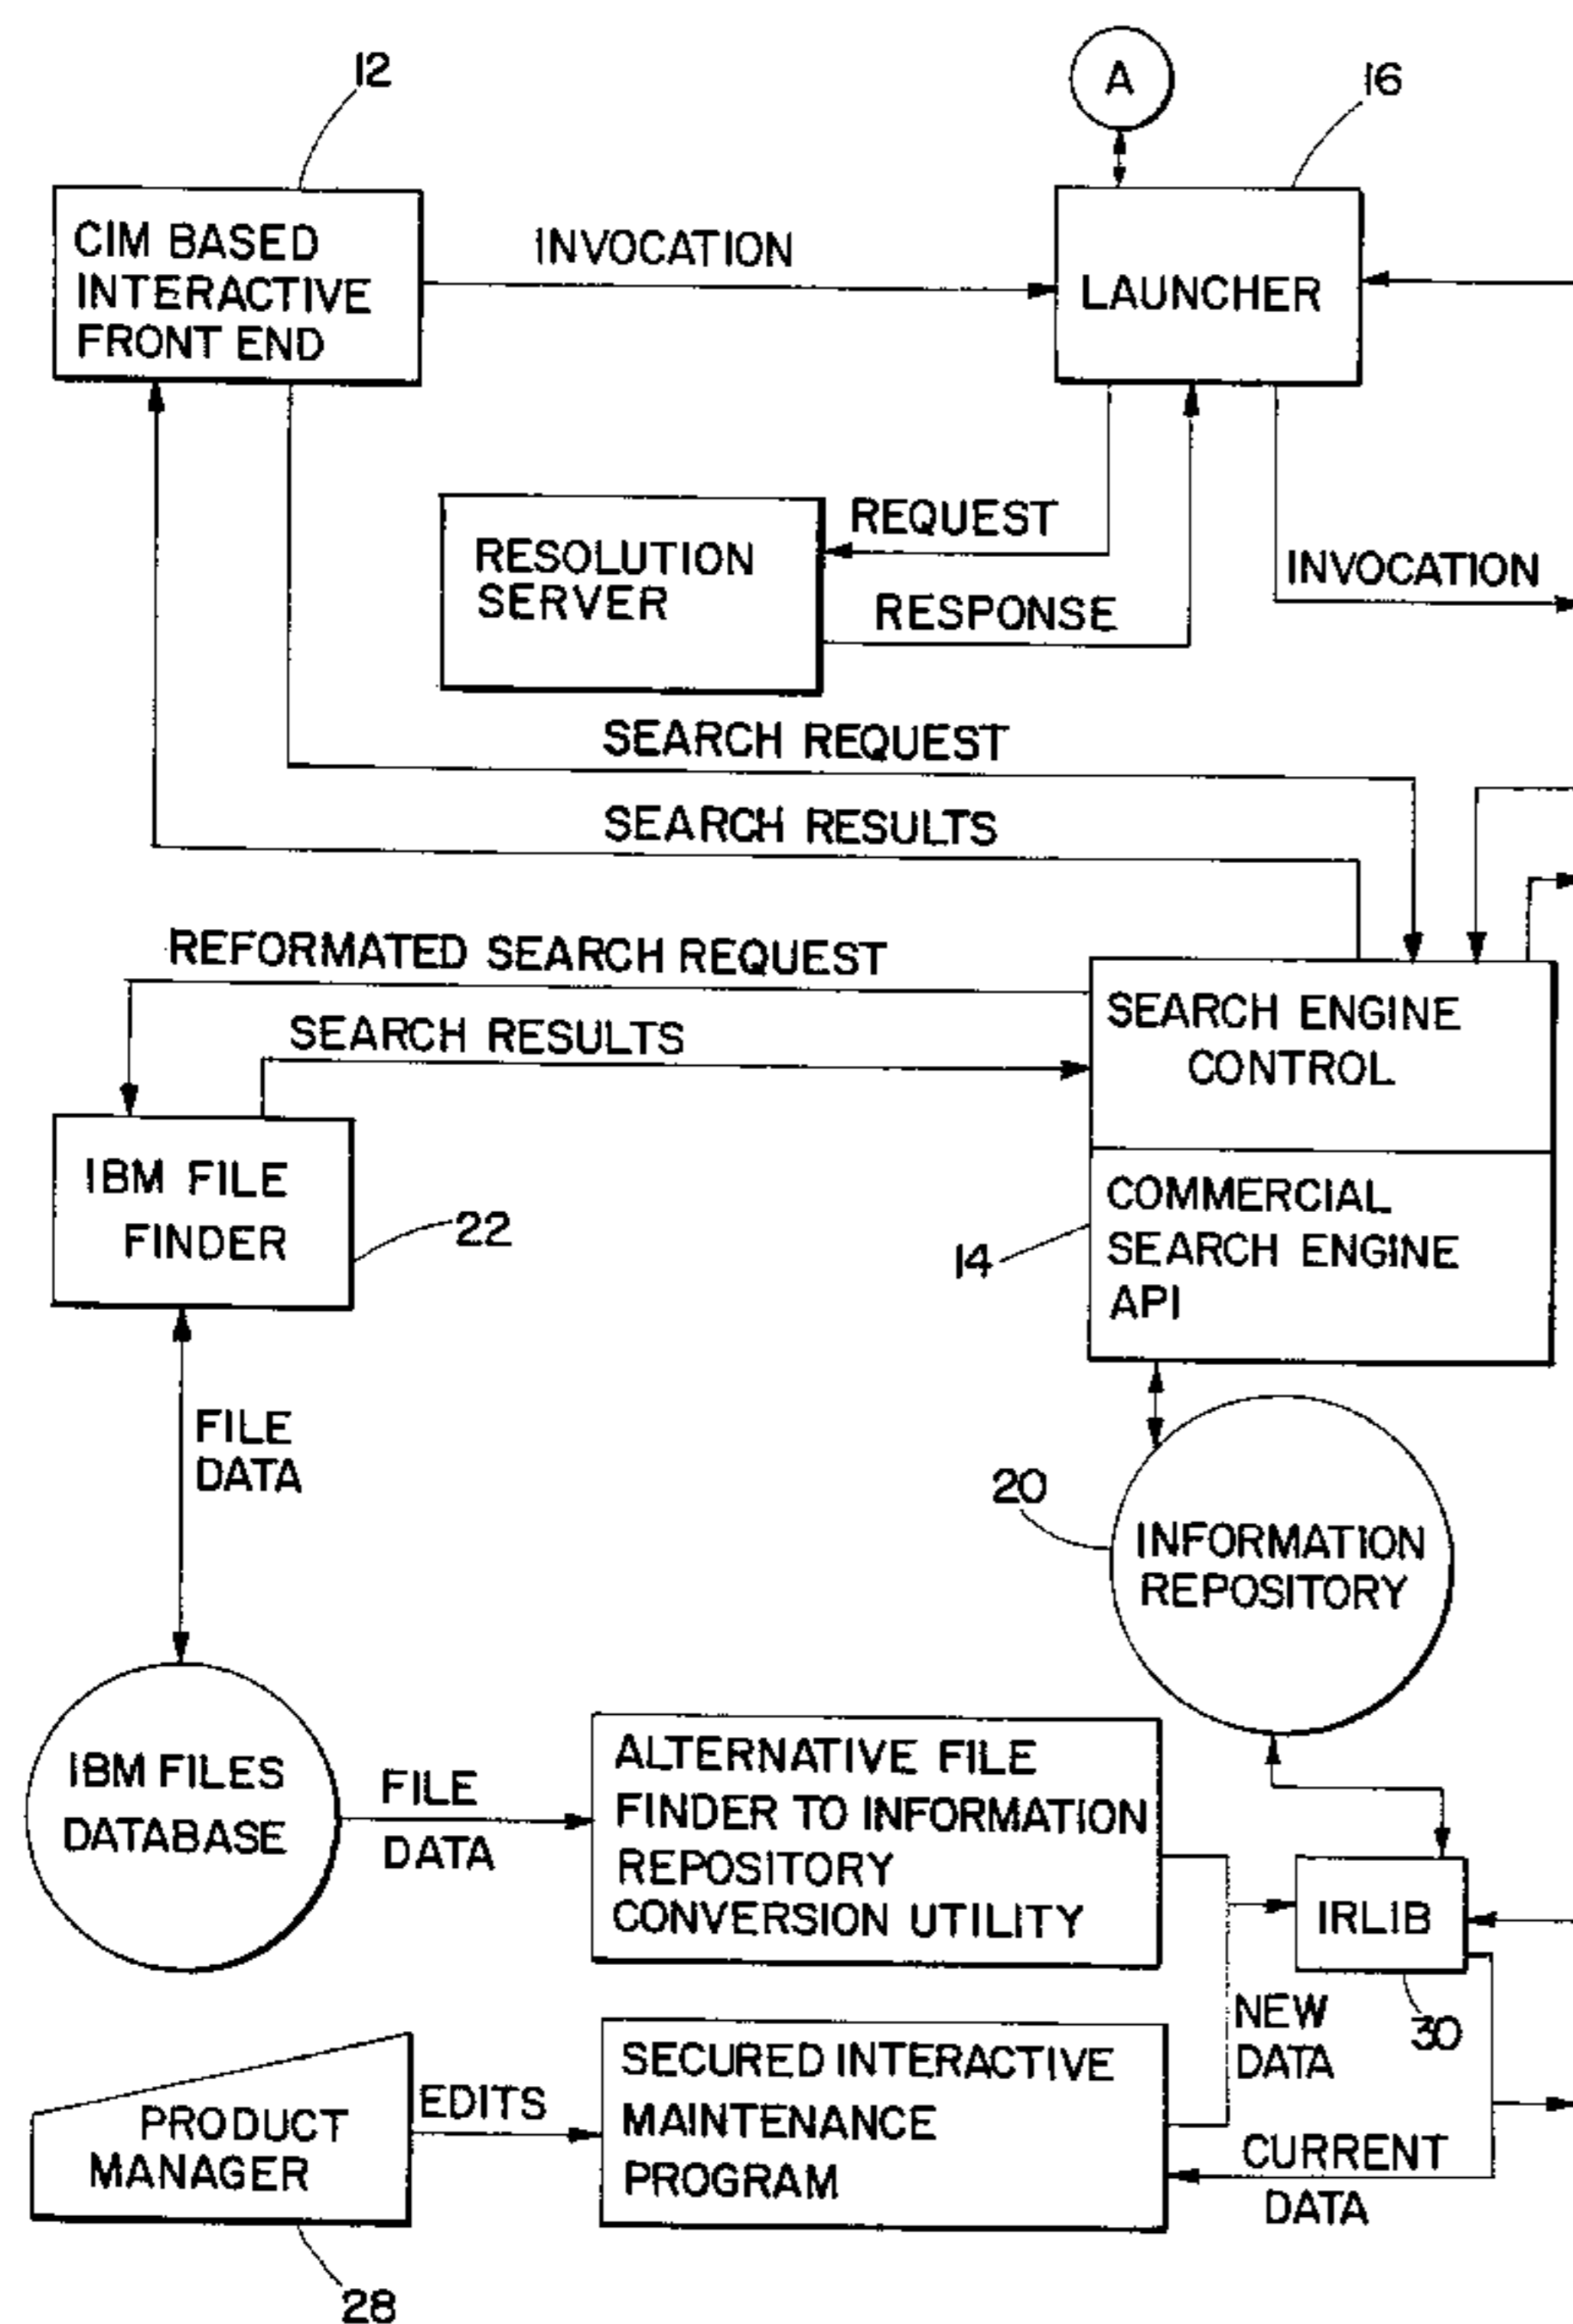 12
A
16
CIM BASED
INTERACTIVE
FRONT END
INVOCATION
LAUNCHER
RESOLUTION
SERVER
REQUEST
RESPONSE
INVOCATION
SEARCH REQUEST
SEARCH RESULTS
REFORMATED SEARCH REQUEST
SEARCH RESULTS
SEARCH ENGINE
CONTROL
IBM FILE
FINDER
22
COMMERCIAL
SEARCH ENGINE
API
14
FILE
DATA
20
INFORMATION
REPOSITORY
IBM FILES
DATABASE
FILE
DATA
ALTERNATIVE FILE
FINDER TO INFORMATION
REPOSITORY
CONVERSION UTILITY
IRLIB
30
NEW
DATA
PRODUCT
MANAGER
28
EDITS
SECURED INTERACTIVE
MAINTENANCE
PROGRAM
CURRENT
DATA